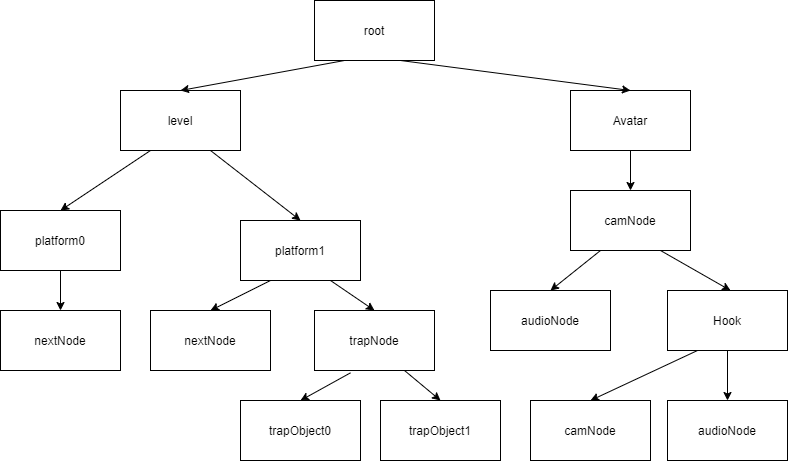 root
level
Avatar
camNode
platform0
platform1
nextNode
nextNode
trapNode
audioNode
Hook
trapObject0
trapObject1
camNode
audioNode